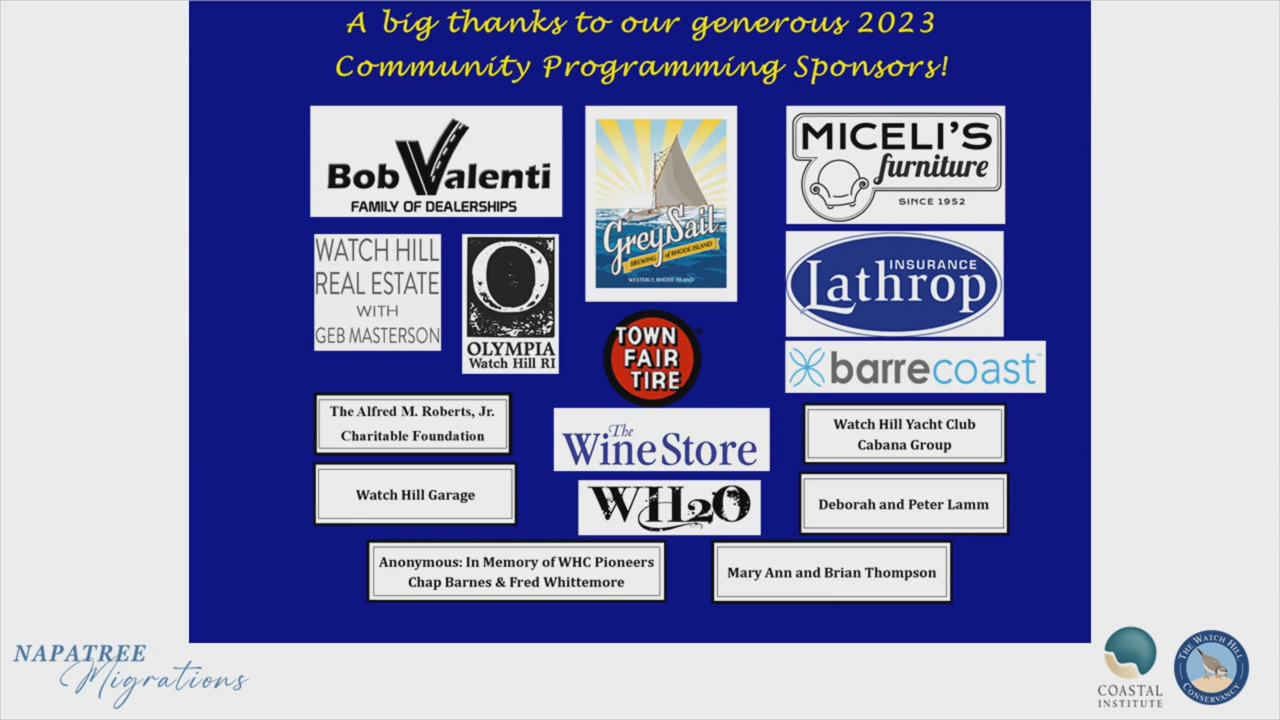 A big thanks to our generous 2023
Community Programming Sponsors!
Bob Valenti
FAMILY OF DEALERSHIPS
GreySail
BREWING of RHODE ISLAND
WESTERLY, RHODE ISLAND
MICELI'S
furniture
SINCE 1952
WATCH HILL
REAL ESTATE
WITH
GEB MASTERSON
O
OLYMPIA
Watch Hill RI
INSURANCE
Lathrop
TOWN
FAIR
TIRE
barrecoast
The Alfred M. Roberts, Jr.
Charitable Foundation
The
Wine Store
Watch Hill Yacht Club
Cabana Group
Watch Hill Garage
WH2O
Deborah and Peter Lamm
Anonymous: In Memory of WHC Pioneers
Chap Barnes & Fred Whittemore
Mary Ann and Brian Thompson
NAPATREE
Migrations
COASTAL
INSTITUTE
THE WATCH HILL
CONSERVANCY